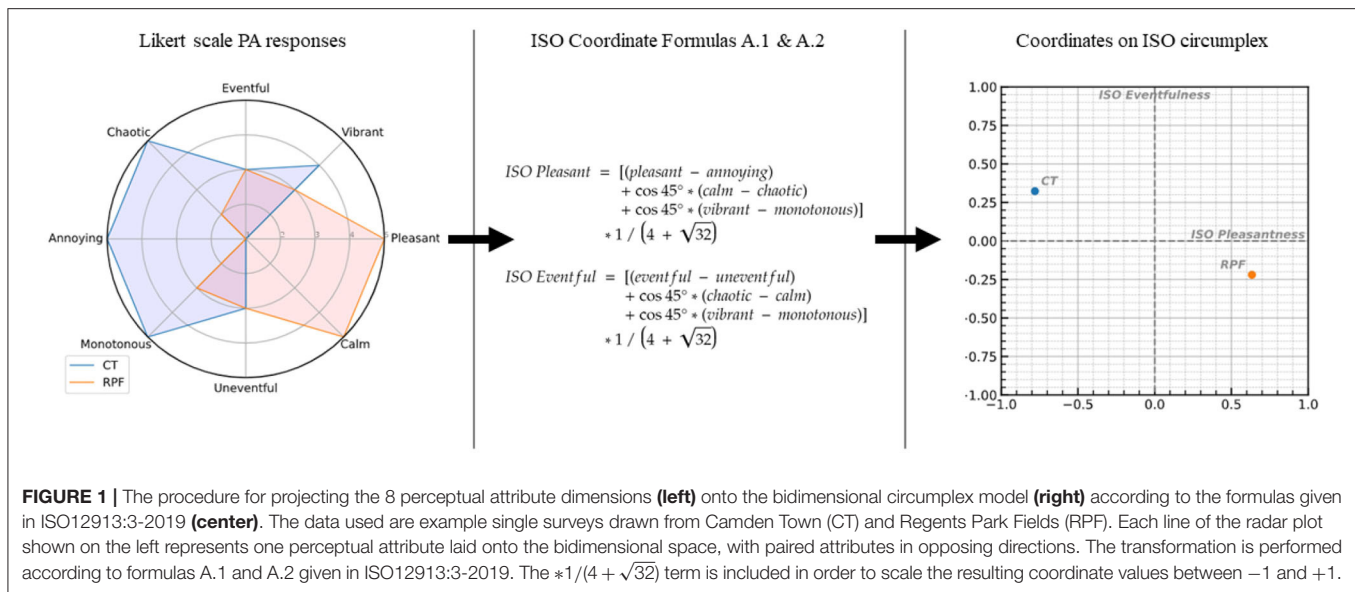 Likert scale PA responses
Eventful
Chaotic
Vibrant
Annoying
2
3
4
5
Pleasant
Monotonous
Calm
Uneventful
CT
RPF
ISO Coordinate Formulas A.1 & A.2
ISO Pleasant = [(pleasant − annoying)
+ cos 45° * (calm − chaotic)
+ cos 45° * (vibrant − monotonous)]
* 1 / (4 + √32)
ISO Eventful = [(eventful − uneventful)
+ cos 45° * (chaotic − calm)
+ cos 45° * (vibrant − monotonous)]
* 1 / (4 + √32)
Coordinates on ISO circumplex
1.00
ISO Eventfulness
0.75
0.50
CT
0.25
0.00
ISO Pleasantness
RPF
-0.25
-0.50
-0.75
-1.00
−1.0
−0.5
0.0
0.5
1.0
FIGURE 1 | The procedure for projecting the 8 perceptual attribute dimensions (left) onto the bidimensional circumplex model (right) according to the formulas given
in ISO12913:3-2019 (center). The data used are example single surveys drawn from Camden Town (CT) and Regents Park Fields (RPF). Each line of the radar plot
shown on the left represents one perceptual attribute laid onto the bidimensional space, with paired attributes in opposing directions. The transformation is performed
according to formulas A.1 and A.2 given in ISO12913:3-2019. The *1/(4 + √32) term is included in order to scale the resulting coordinate values between −1 and +1.